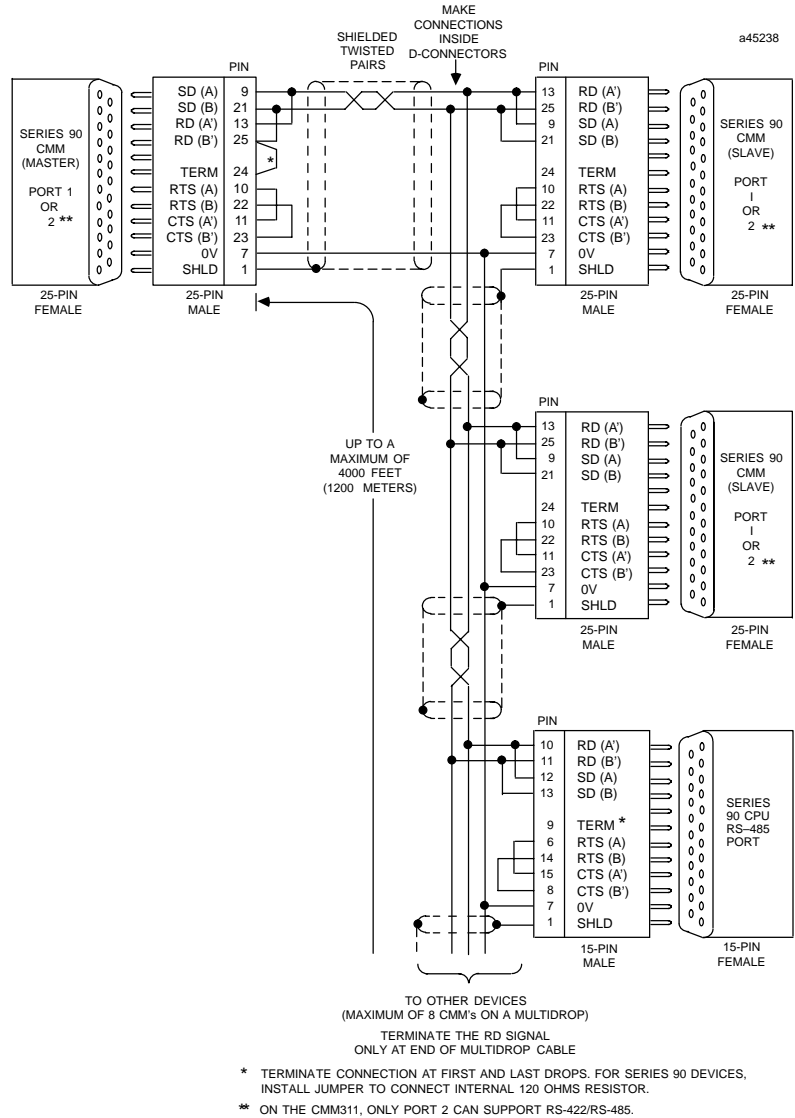 MAKE
CONNECTIONS
INSIDE
D-CONNECTORS
SHIELDED
TWISTED
PAIRS
a45238
PIN
SD (A) 9
SD (B) 21
RD (A') 13
RD (B') 25
*
TERM 24
RTS (A) 10
RTS (B) 22
CTS (A') 11
CTS (B') 23
0V 7
SHLD 1
SERIES 90
CMM
(MASTER)
PORT 1
OR
2 **
25-PIN
FEMALE
25-PIN
MALE
PIN
13 RD (A')
25 RD (B')
9 SD (A)
21 SD (B)
24 TERM
10 RTS (A)
22 RTS (B)
11 CTS (A')
23 CTS (B')
7 0V
1 SHLD
SERIES 90
CMM
(SLAVE)
PORT
I
OR
2 **
25-PIN
MALE
25-PIN
FEMALE
UP TO A
MAXIMUM OF
4000 FEET
(1200 METERS)
PIN
13 RD (A')
25 RD (B')
9 SD (A)
21 SD (B)
24 TERM
10 RTS (A)
22 RTS (B)
11 CTS (A')
23 CTS (B')
7 0V
1 SHLD
SERIES 90
CMM
(SLAVE)
PORT
I
OR
2 **
25-PIN
MALE
25-PIN
FEMALE
PIN
10 RD (A')
11 RD (B')
12 SD (A)
13 SD (B)
9 TERM *
6 RTS (A)
14 RTS (B)
15 CTS (A')
8 CTS (B')
7 0V
1 SHLD
SERIES
90 CPU
RS–485
PORT
15-PIN
MALE
15-PIN
FEMALE
TO OTHER DEVICES
(MAXIMUM OF 8 CMM's ON A MULTIDROP)
TERMINATE THE RD SIGNAL
ONLY AT END OF MULTIDROP CABLE
* TERMINATE CONNECTION AT FIRST AND LAST DROPS. FOR SERIES 90 DEVICES,
INSTALL JUMPER TO CONNECT INTERNAL 120 OHMS RESISTOR.
** ON THE CMM311, ONLY PORT 2 CAN SUPPORT RS-422/RS-485.